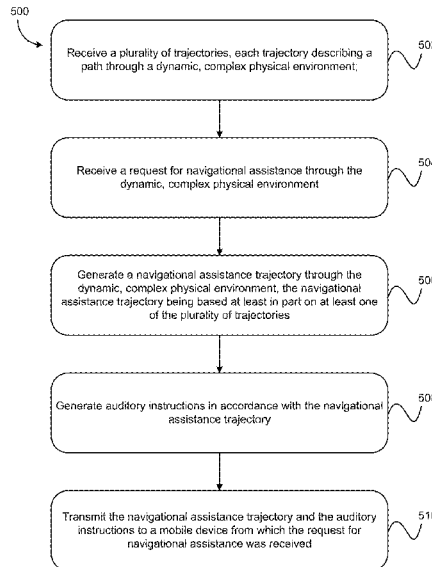 500
Receive a plurality of trajectories, each trajectory describing a
path through a dynamic, complex physical environment;
Receive a request for navigational assistance through the
dynamic, complex physical environment
Generate a navigational assistance trajectory through the
dynamic, complex physical environment, the navigational
assistance trajectory being based at least in part on at least one
of the plurality of trajectories
Generate auditory instructions in accordance with the navigational
assistance trajectory
Transmit the navigational assistance trajectory and the auditory
instructions to a mobile device from which the request for
navigational assistance was received